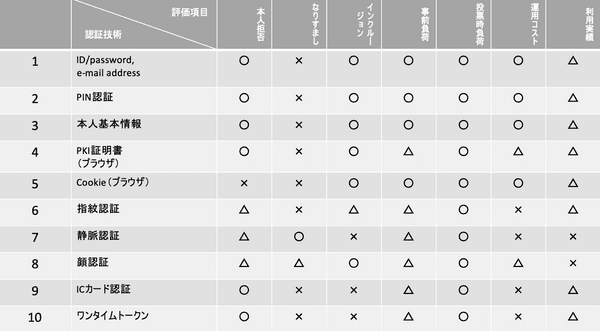 評価項目
認証技術
本人拒否
なりすまし
インクルージョン
事前負荷
投票時負荷
運用コスト
利用実績
1 ID/password, e-mail address ○ × ○ ○ ○ ○ △
2 PIN認証 ○ × ○ ○ ○ ○ △
3 本人基本情報 ○ × ○ ○ ○ ○ △
4 PKI証明書（ブラウザ） ○ × ○ △ ○ △ △
5 Cookie（ブラウザ） × × ○ ○ ○ ○ △
6 指紋認証 △ × △ △ ○ × △
7 静脈認証 △ ○ × △ ○ × ×
8 顔認証 △ △ ○ △ ○ △ ×
9 ICカード認証 ○ × × △ ○ × △
10 ワンタイムトークン ○ × × △ ○ × △